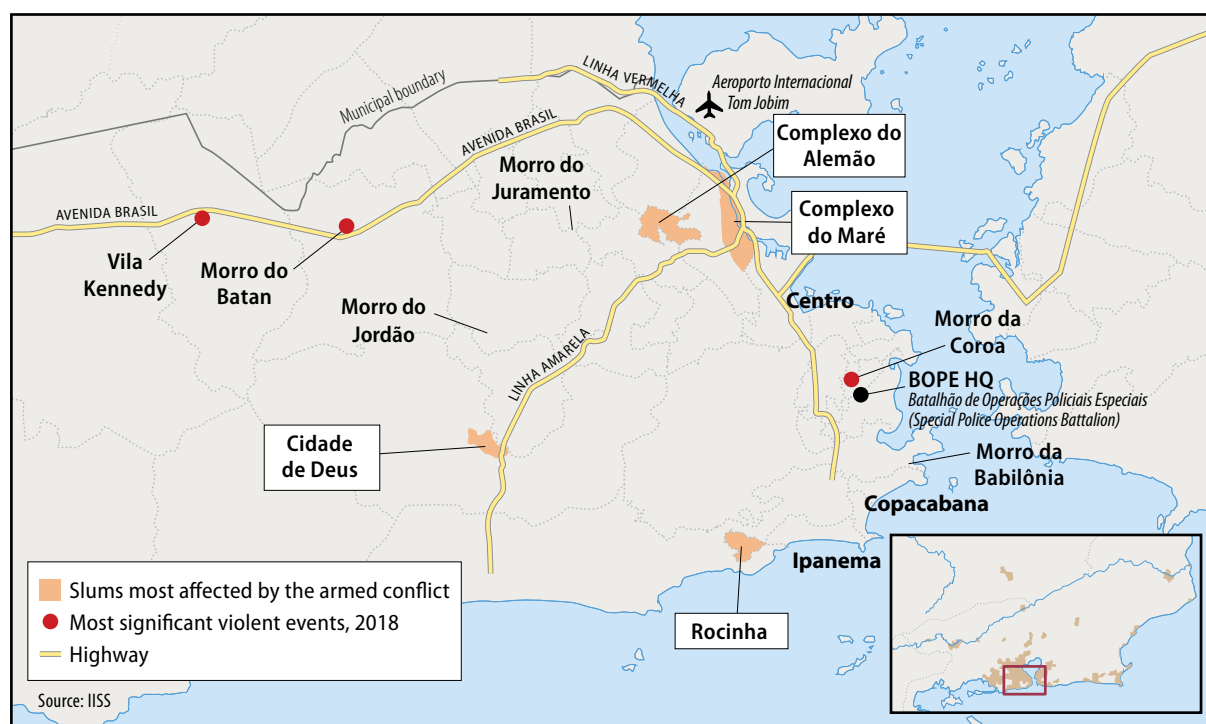 LINHA VERMELHA
Aeroporto Internacional
Tom Jobim
Municipal boundary
AVENIDA BRASIL
Complexo do
Alemão
Morro do
Juramento
AVENIDA BRASIL
Complexo
do Maré
Vila
Kennedy
Morro do
Batan
Morro do
Jordão
Centro
Morro da
Coroa
LINHA AMARELA
BOPE HQ
Batalhão de Operações Policiais Especiais
(Special Police Operations Battalion)
Cidade
de Deus
Morro da
Babilônia
Copacabana
Ipanema
Rocinha
Slums most affected by the armed conflict
Most significant violent events, 2018
Highway
Source: IISS